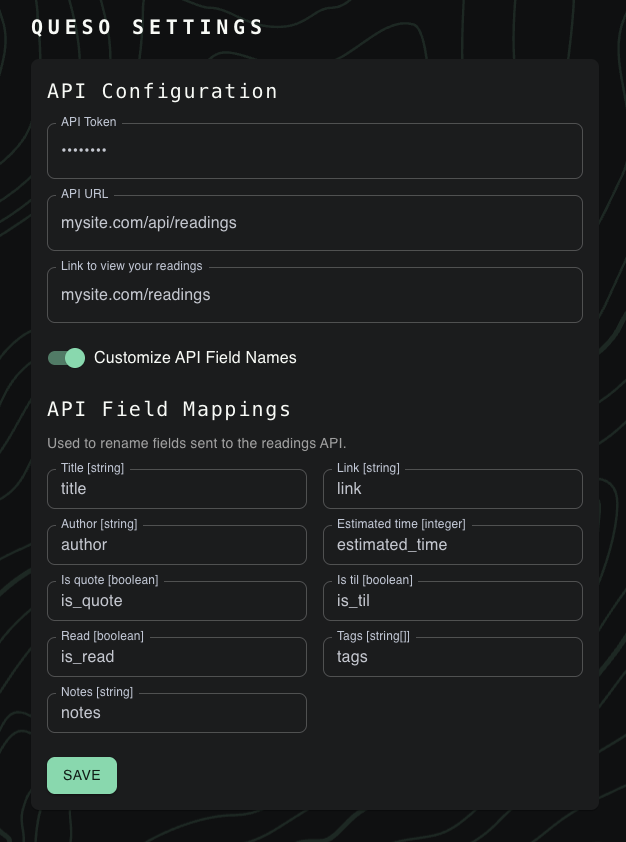 QUESO SETTINGS
API Configuration
API Token
••••••••
API URL
mysite.com/api/readings
Link to view your readings
mysite.com/readings
Customize API Field Names
API Field Mappings
Used to rename fields sent to the readings API.
Title [string]
title
Link [string]
link
Author [string]
author
Estimated time [integer]
estimated_time
Is quote [boolean]
is_quote
Is til [boolean]
is_til
Read [boolean]
is_read
Tags [string[]]
tags
Notes [string]
notes
SAVE